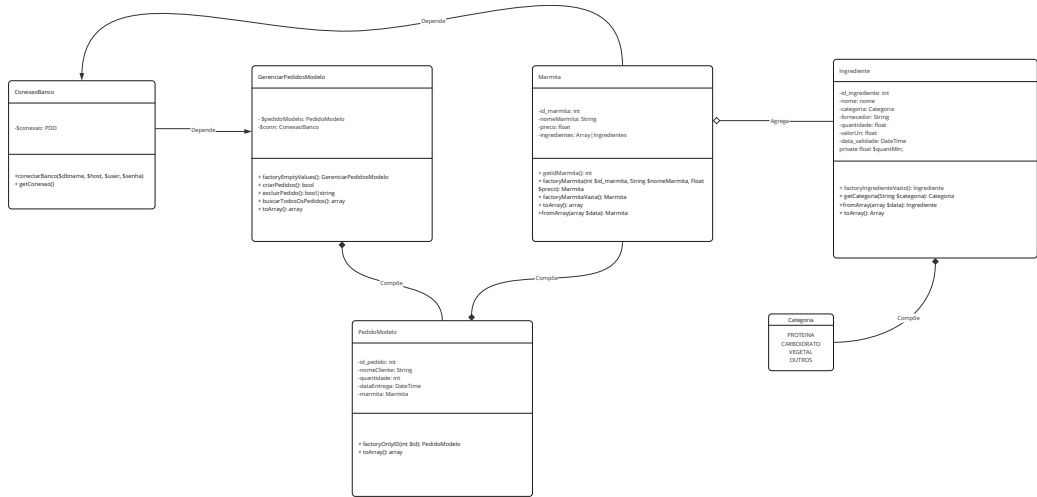 Depende
ConexaoBanco
-$conexao: PDO
+conectarBanco($dbname, $host, $user, $senha)
+ getConexao()
Depende
GerenciarPedidosModelo
- $pedidoModelo: PedidoModelo
-$conn: ConexaoBanco
+ factoryEmptyValues(): GerenciarPedidosModelo
+ criarPedidos(): bool
+ excluirPedido(): bool|string
+ buscarTodosOsPedidos(): array
+ toArray(): array
Marmita
-id_marmita: int
-nomeMarmita: String
-preco: float
-ingredientes: Array|Ingredientes
+ getIdMarmita(): int
+ factoryMarmita(int $id_marmita, String $nomeMarmita, Float
$preco): Marmita
+ factoryMarmitaVazia(): Marmita
+ toArray(): array
+fromArray(array $data): Marmita
Agrega
Ingrediente
-id_ingrediente: int
-nome: nome
-categoria: Categoria
-fornecedor: String
-quantidade: float
-valorUn: float
-data_validade: DateTime
private float $quantMin;
+ factoryIngredienteVazio(): Ingrediente
+ getCategoria(String $categoria): Categoria
+fromArray(array $data): Ingrediente
+ toArray(): Array
Compõe
Compõe
PedidoModelo
-id_pedido: int
-nomeCliente: String
-quantidade: int
-dataEntrega: DateTime
-marmita: Marmita
+ factoryOnlyID(int $id): PedidoModelo
+ toArray(): array
Categoria
PROTEINA
CARBOIDRATO
VEGETAL
OUTROS
Compõe